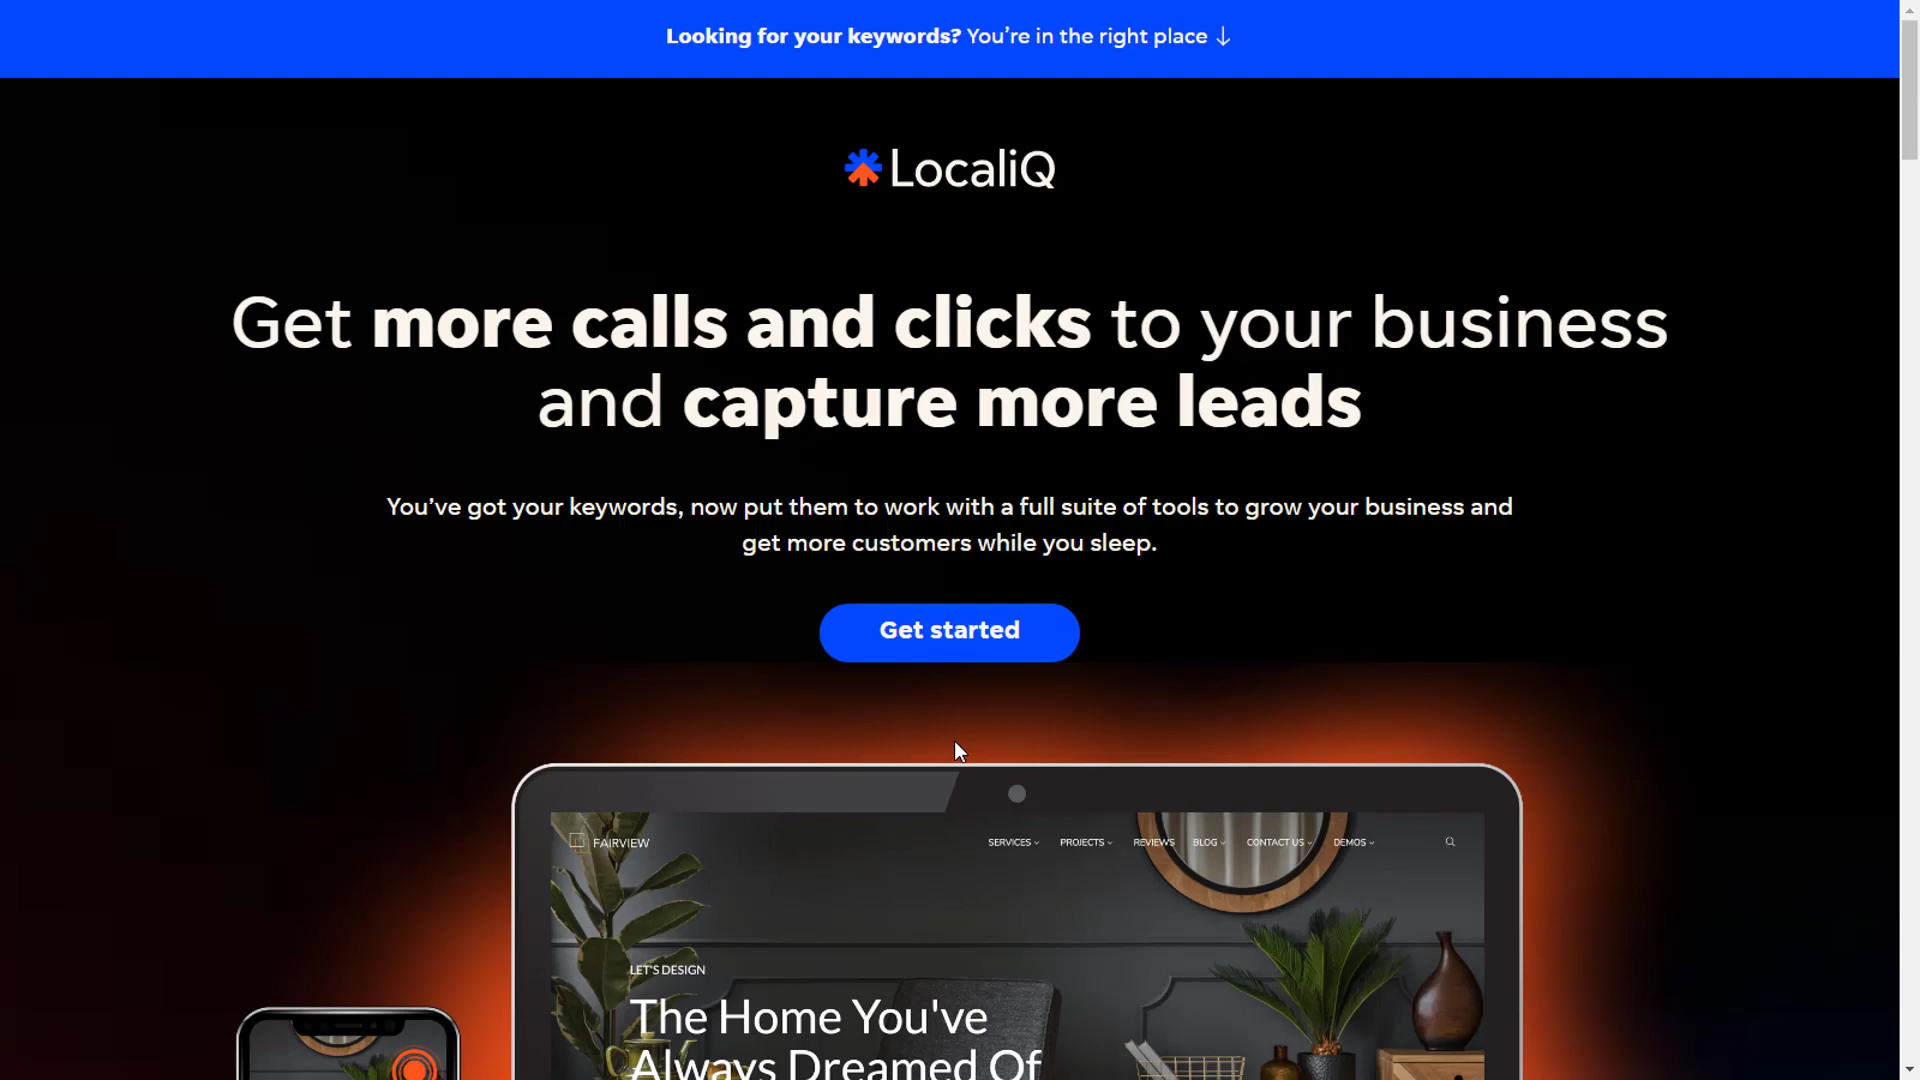 Looking for your keywords? You’re in the right place ↓
LocaliQ
Get more calls and clicks to your business
and capture more leads
You’ve got your keywords, now put them to work with a full suite of tools to grow your business and
get more customers while you sleep.
Get started
FAIRVIEW
SERVICES PROJECTS REVIEWS BLOG CONTACT US DEMOS
LET'S DESIGN
The Home You've
Always Dreamed Of